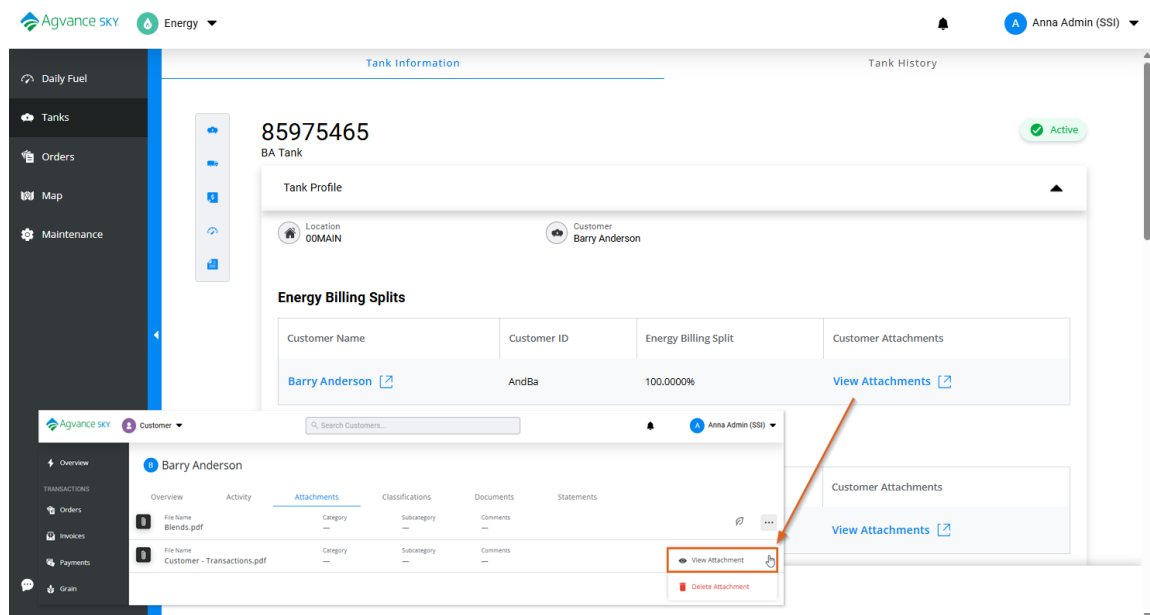 Agvance SKY
Energy
Anna Admin (SSI)
A
Daily Fuel
Tanks
Orders
Map
Maintenance
Tank Information
Tank History
85975465
BA Tank
Active
Tank Profile
Location
00MAIN
Customer
Barry Anderson
Energy Billing Splits
Customer Name
Customer ID
Energy Billing Split
Customer Attachments
Barry Anderson
AndBa
100.0000%
View Attachments
Customer Attachments
View Attachments
Agvance SKY
Customer
Search Customers...
A
Anna Admin (SSI)
Overview
TRANSACTIONS
Orders
Invoices
Payments
Grain
B
Barry Anderson
Overview
Activity
Attachments
Classifications
Documents
Statements
File Name
Category
Subcategory
Comments
Blends.pdf
—
—
—
File Name
Category
Subcategory
Comments
Customer - Transactions.pdf
—
—
—
View Attachment
Delete Attachment